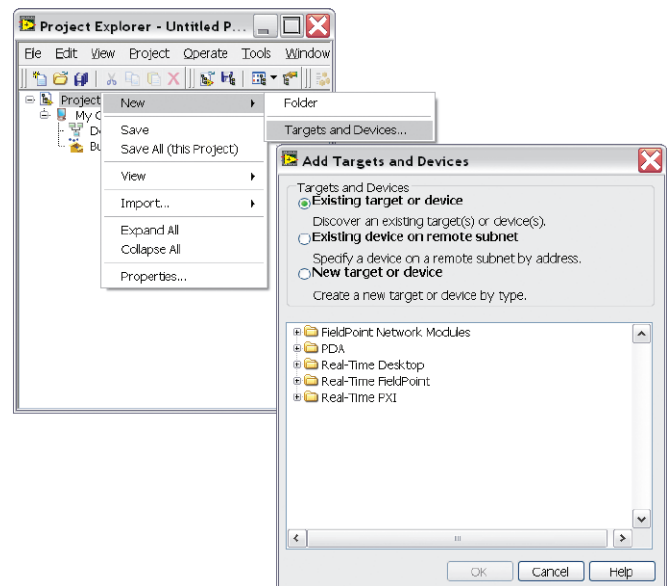 Project Explorer - Untitled P...
File Edit View Project Operate Tools Window
Project
My C
D
Bu
New
Save
Save All (this Project)
View
Import...
Expand All
Collapse All
Properties...
Folder
Targets and Devices...
Add Targets and Devices
Targets and Devices
Existing target or device
Discover an existing target(s) or device(s).
Existing device on remote subnet
Specify a device on a remote subnet by address.
New target or device
Create a new target or device by type.
FieldPoint Network Modules
PDA
Real-Time Desktop
Real-Time FieldPoint
Real-Time PXI
OK Cancel Help